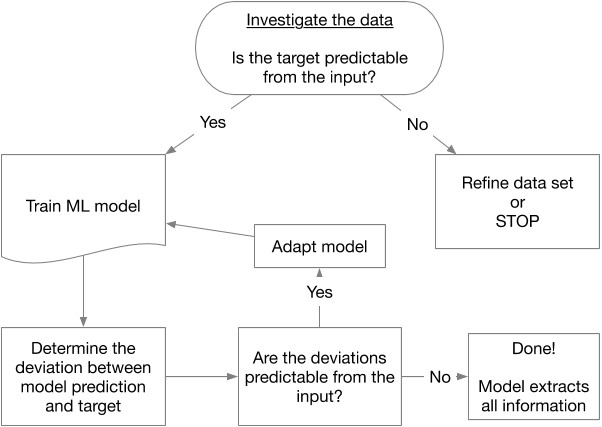 Investigate the data
Is the target predictable
from the input?
Yes
No
Train ML model
Refine data set
or
STOP
Adapt model
Yes
Determine the
deviation between
model prediction
and target
Are the deviations
predictable from the
input?
No
Done!
Model extracts
all information